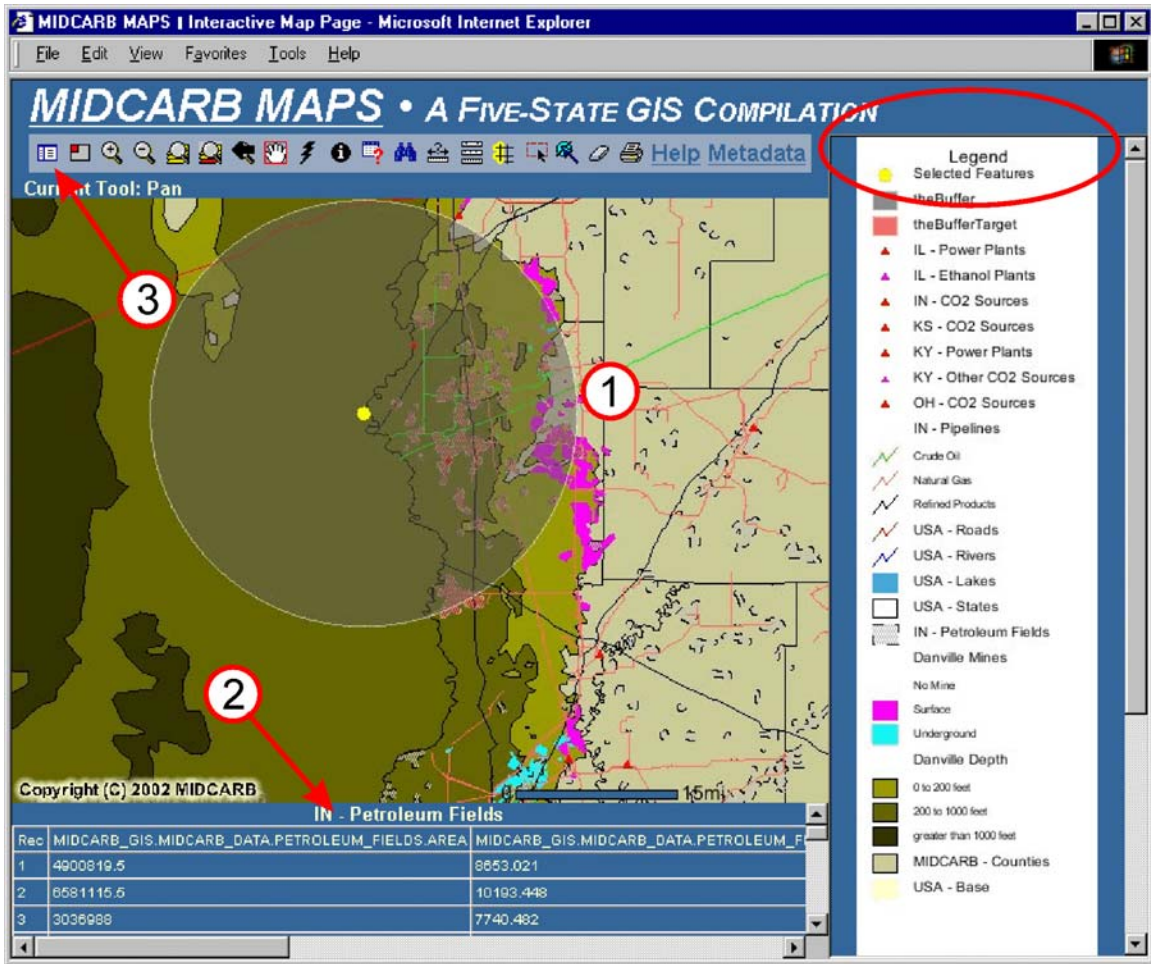 MIDCARB MAPS | Interactive Map Page - Microsoft Internet Explorer
File Edit View Favorites Tools Help
MIDCARB MAPS • A FIVE-STATE GIS COMPILATION
Help Metadata
Current Tool: Pan
3
1
2
Copyright (C) 2002 MIDCARB
0 15mi
IN - Petroleum Fields
Rec MIDCARB_GIS.MIDCARB_DATA.PETROLEUM_FIELDS.AREA MIDCARB_GIS.MIDCARB_DATA.PETROLEUM_F
1 4900819.5 8653.021
2 6581115.5 10193.448
3 3036988 7740.482
Legend
Selected Features
theBuffer
theBufferTarget
IL - Power Plants
IL - Ethanol Plants
IN - CO2 Sources
KS - CO2 Sources
KY - Power Plants
KY - Other CO2 Sources
OH - CO2 Sources
IN - Pipelines
Crude Oil
Natural Gas
Refined Products
USA - Roads
USA - Rivers
USA - Lakes
USA - States
IN - Petroleum Fields
Danville Mines
No Mine
Surface
Underground
Danville Depth
0 to 200 feet
200 to 1000 feet
greater than 1000 feet
MIDCARB - Counties
USA - Base